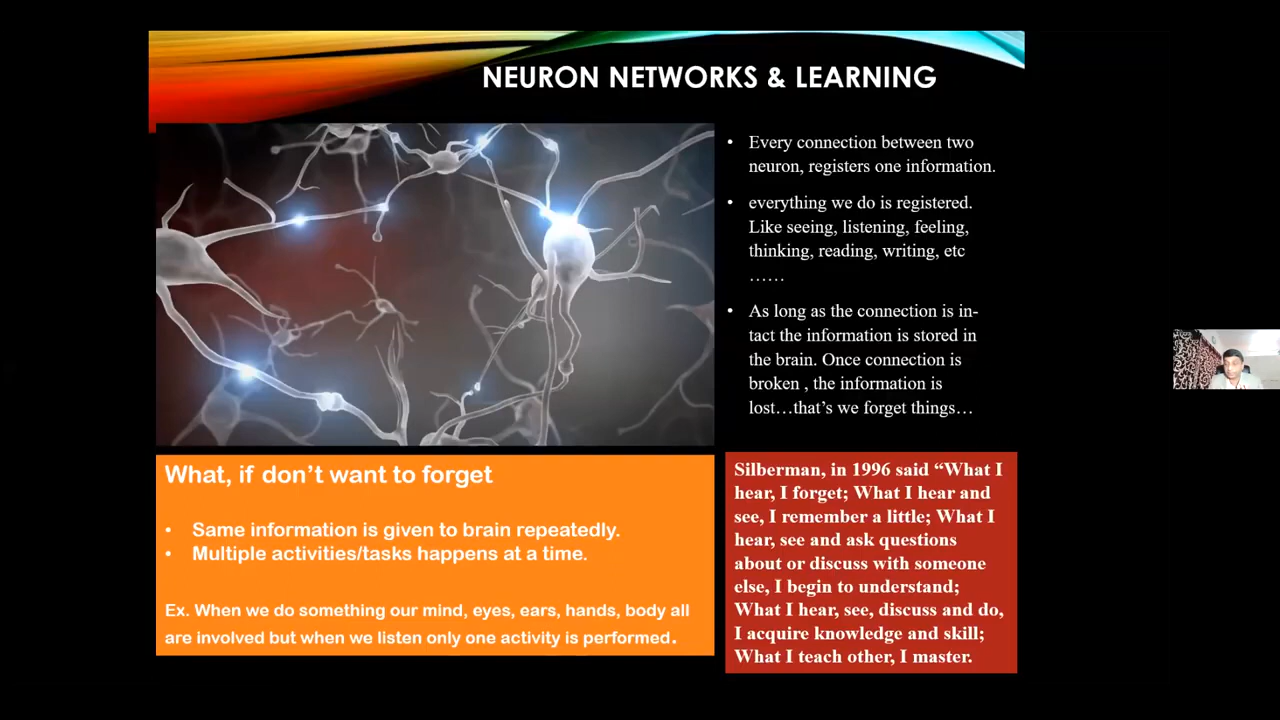 NEURON NETWORKS & LEARNING
• Every connection between two
neuron, registers one information.
• everything we do is registered.
Like seeing, listening, feeling,
thinking, reading, writing, etc
……
• As long as the connection is in-
tact the information is stored in
the brain. Once connection is
broken , the information is
lost…that’s we forget things…
What, if don’t want to forget
• Same information is given to brain repeatedly.
• Multiple activities/tasks happens at a time.
Ex. When we do something our mind, eyes, ears, hands, body all
are involved but when we listen only one activity is performed.
Silberman, in 1996 said “What I
hear, I forget; What I hear and
see, I remember a little; What I
hear, see and ask questions
about or discuss with someone
else, I begin to understand;
What I hear, see, discuss and do,
I acquire knowledge and skill;
What I teach other, I master.